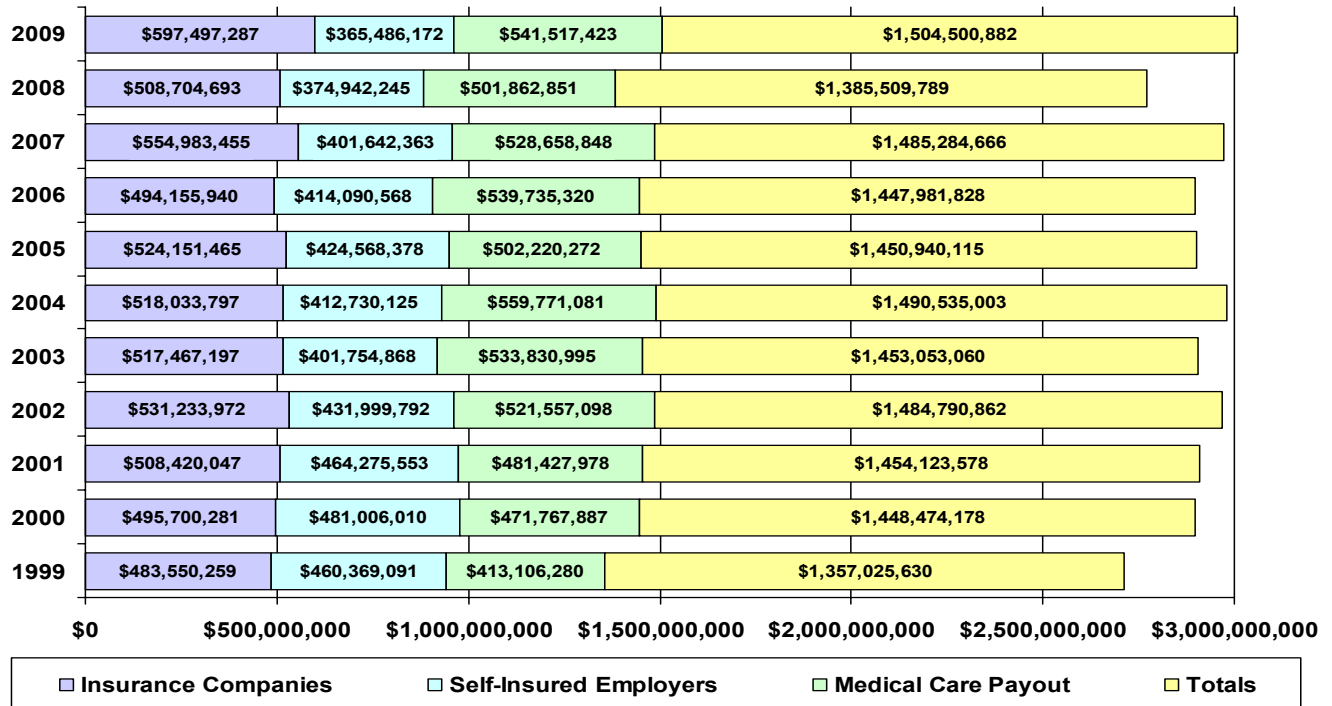 2009 $597,497,287 $365,486,172 $541,517,423 $1,504,500,882
2008 $508,704,693 $374,942,245 $501,862,851 $1,385,509,789
2007 $554,983,455 $401,642,363 $528,658,848 $1,485,284,666
2006 $494,155,940 $414,090,568 $539,735,320 $1,447,981,828
2005 $524,151,465 $424,568,378 $502,220,272 $1,450,940,115
2004 $518,033,797 $412,730,125 $559,771,081 $1,490,535,003
2003 $517,467,197 $401,754,868 $533,830,995 $1,453,053,060
2002 $531,233,972 $431,999,792 $521,557,098 $1,484,790,862
2001 $508,420,047 $464,275,553 $481,427,978 $1,454,123,578
2000 $495,700,281 $481,006,010 $471,767,887 $1,448,474,178
1999 $483,550,259 $460,369,091 $413,106,280 $1,357,025,630
$0 $500,000,000 $1,000,000,000 $1,500,000,000 $2,000,000,000 $2,500,000,000 $3,000,000,000
Insurance Companies Self-Insured Employers Medical Care Payout Totals